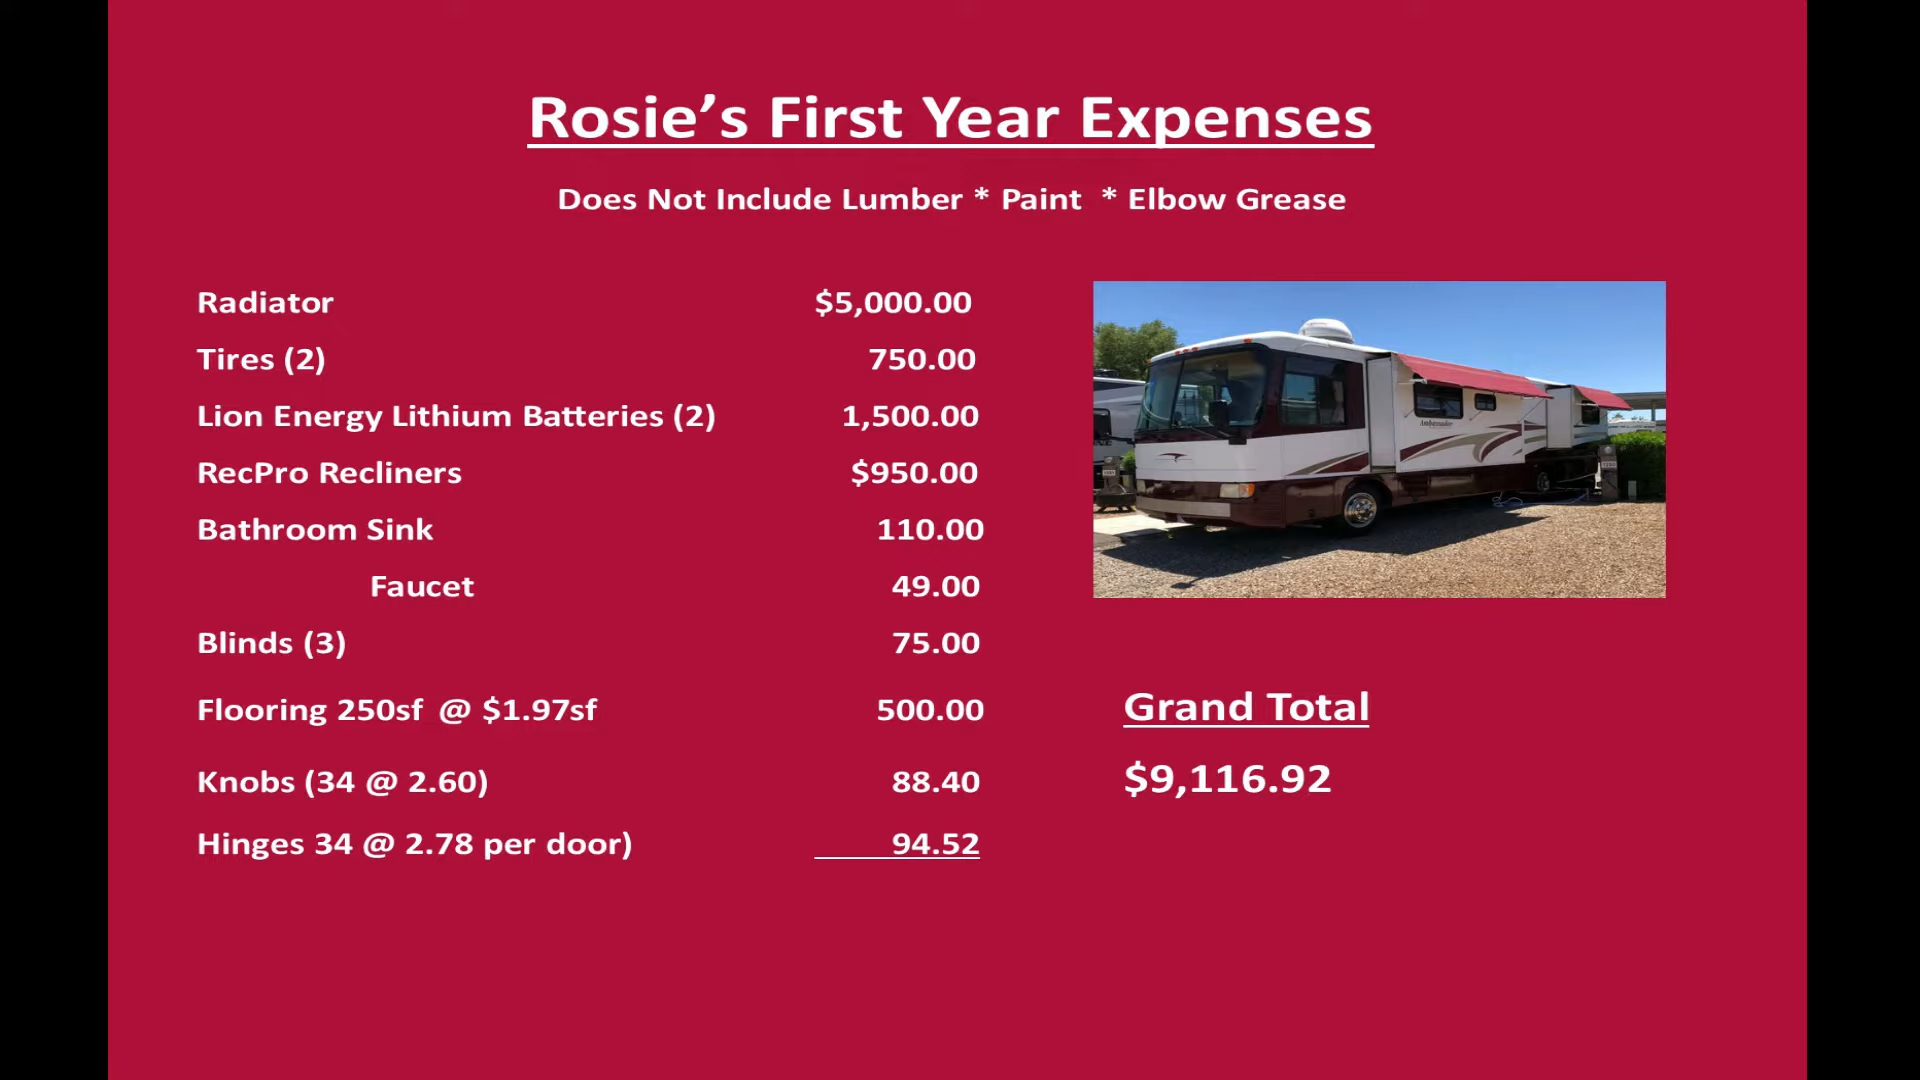 Rosie’s First Year Expenses
Does Not Include Lumber * Paint * Elbow Grease
Radiator $5,000.00
Tires (2) 750.00
Lion Energy Lithium Batteries (2) 1,500.00
RecPro Recliners $950.00
Bathroom Sink 110.00
Faucet 49.00
Blinds (3) 75.00
Flooring 250sf @ $1.97sf 500.00
Knobs (34 @ 2.60) 88.40
Hinges 34 @ 2.78 per door) 94.52
Ambassador
Grand Total
$9,116.92